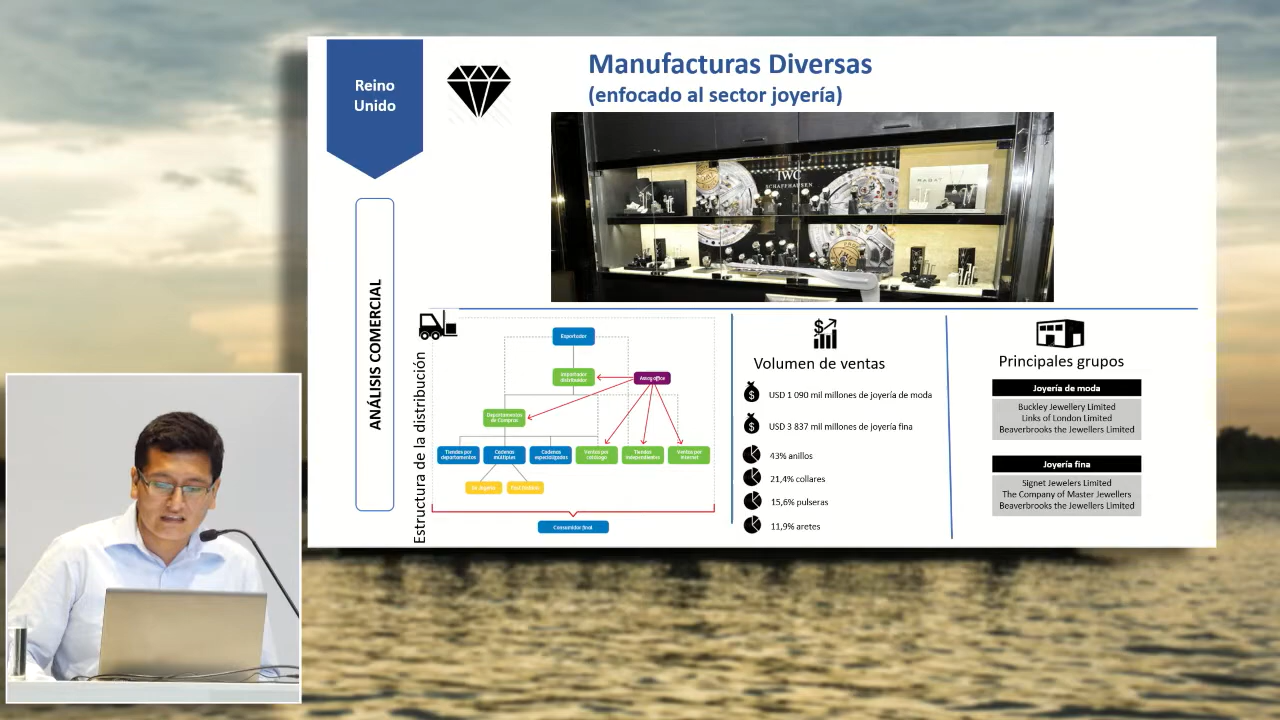 Reino
Unido
Manufacturas Diversas
(enfocado al sector joyería)
IWC
SCHAFFHAUSEN
ANÁLISIS COMERCIAL
Estructura de la distribución
Exportador
Importador
distribuidor
Assay office
Departamentos
de Compras
Tiendas por
departamentos
Cadenas
múltiples
Cadenas
especializadas
Ventas por
catálogo
Tiendas
independientes
Ventas por
internet
Consumidor final
Volumen de ventas
USD 1 090 mil millones de joyería de moda
USD 3 837 mil millones de joyería fina
43% anillos
21,4% collares
15,6% pulseras
11,9% aretes
Principales grupos
Joyería de moda
Buckley Jewellery Limited
Links of London Limited
Beaverbrooks the Jewellers Limited
Joyería fina
Signet Jewelers Limited
The Company of Master Jewellers
Beaverbrooks the Jewellers Limited